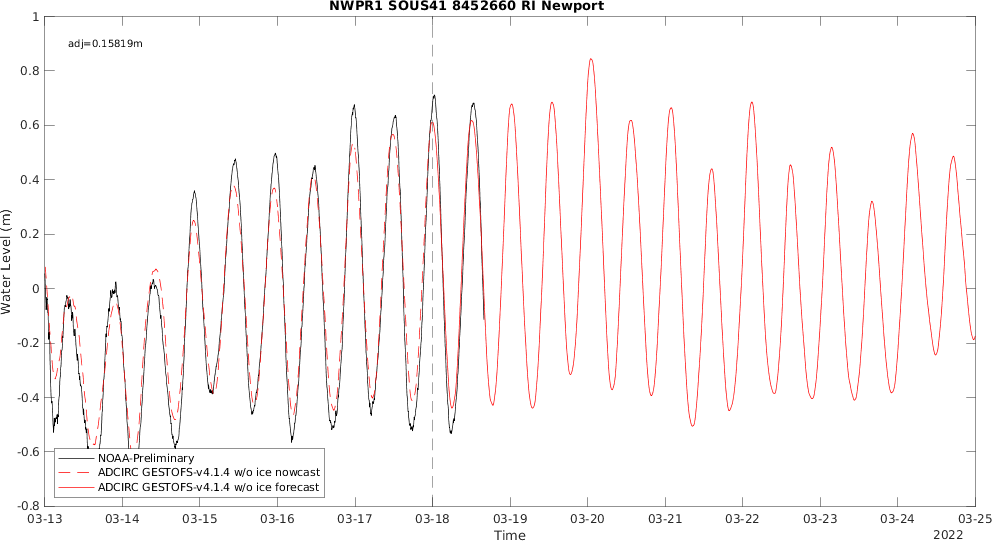 NWPR1 SOUS41 8452660 RI Newport
adj=0.15819m
Water Level (m)
1
0.8
0.6
0.4
0.2
0
-0.2
-0.4
-0.6
-0.8
NOAA-Preliminary
ADCIRC GESTOFS-v4.1.4 w/o ice nowcast
ADCIRC GESTOFS-v4.1.4 w/o ice forecast
03-13 03-14 03-15 03-16 03-17 03-18 03-19 03-20 03-21 03-22 03-23 03-24 03-25
Time
2022